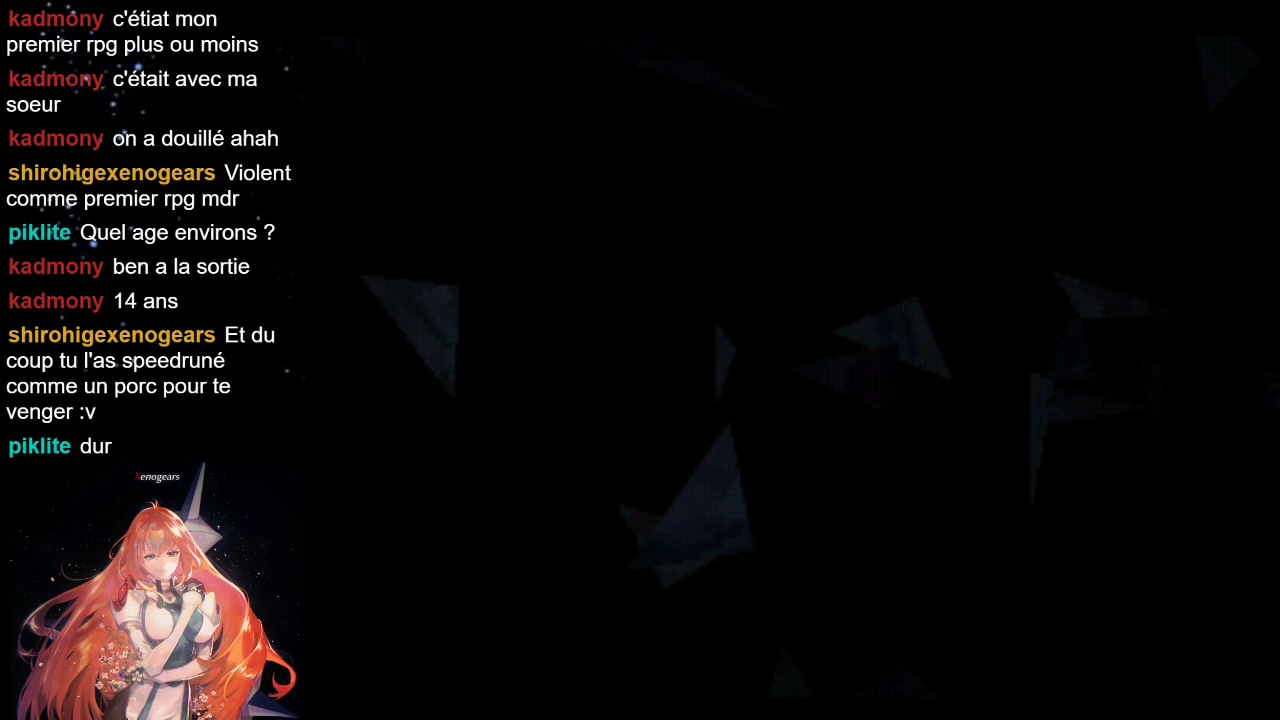 kadmony c'étiat mon
premier rpg plus ou moins
kadmony c'était avec ma
soeur
kadmony on a douillé ahah
shirohigexenogears Violent
comme premier rpg mdr
piklite Quel age environs ?
kadmony ben a la sortie
kadmony 14 ans
shirohigexenogears Et du
coup tu l'as speedruné
comme un porc pour te
venger :v
piklite dur
Xenogears